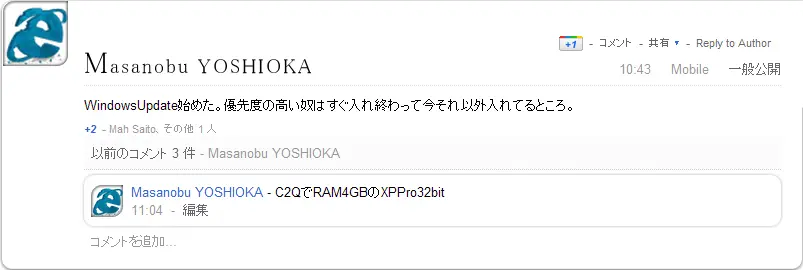 +1 - コメント - 共有 ▼ - Reply to Author
Masanobu YOSHIOKA
10:43 Mobile 一般公開
WindowsUpdate始めた。優先度の高い奴はすぐ入れ終わって今それ以外入れてるところ。
+2 - Mah Saito、その他 1 人
以前のコメント 3 件 - Masanobu YOSHIOKA
Masanobu YOSHIOKA - C2QでRAM4GBのXPPro32bit
11:04 - 編集
コメントを追加...